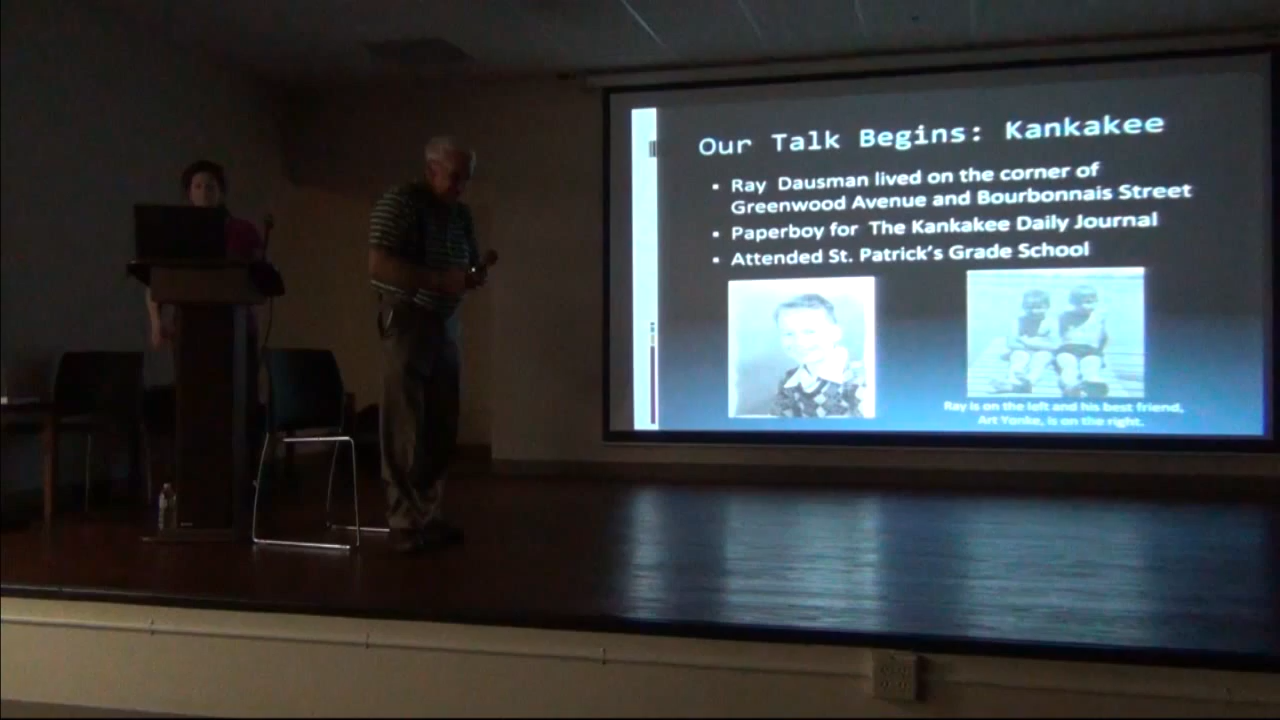 Our Talk Begins: Kankakee
▪ Ray Dausman lived on the corner of
Greenwood Avenue and Bourbonnais Street
▪ Paperboy for The Kankakee Daily Journal
▪ Attended St. Patrick's Grade School
Ray is on the left and his best friend,
Art Yonke, is on the right.